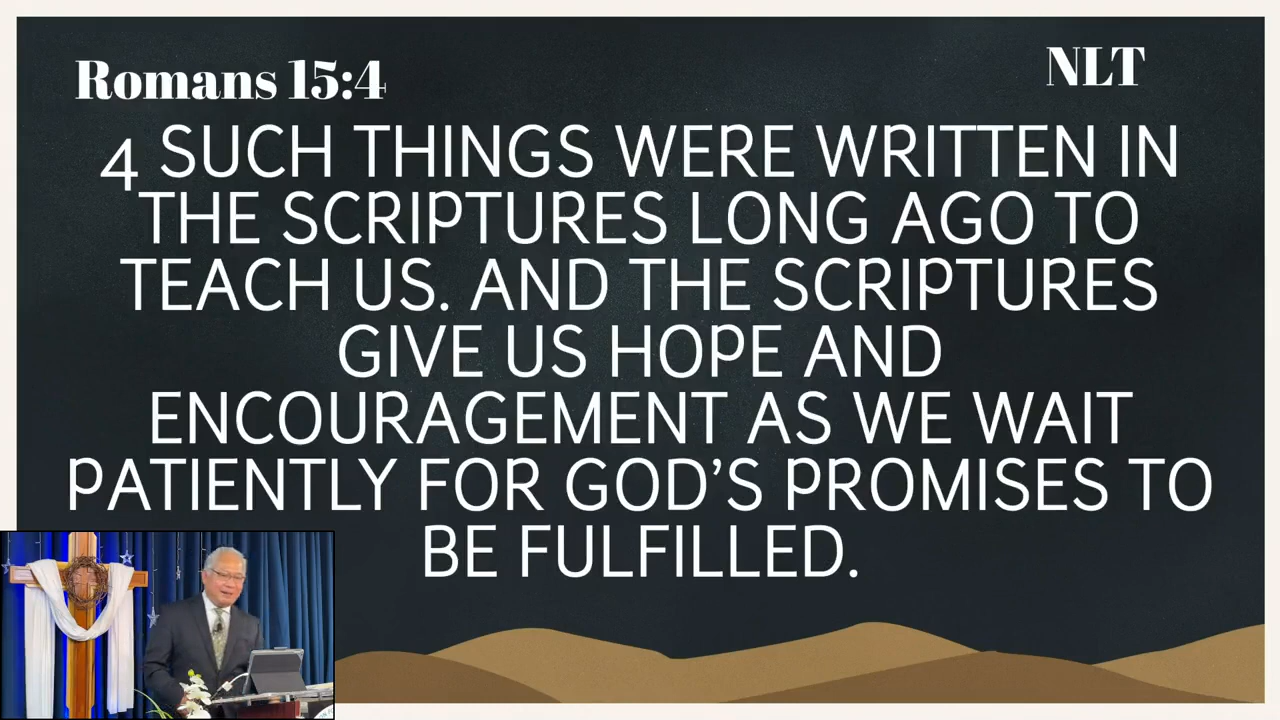 Romans 15:4
NLT
4 SUCH THINGS WERE WRITTEN IN
THE SCRIPTURES LONG AGO TO
TEACH US. AND THE SCRIPTURES
GIVE US HOPE AND
ENCOURAGEMENT AS WE WAIT
PATIENTLY FOR GOD’S PROMISES TO
BE FULFILLED.